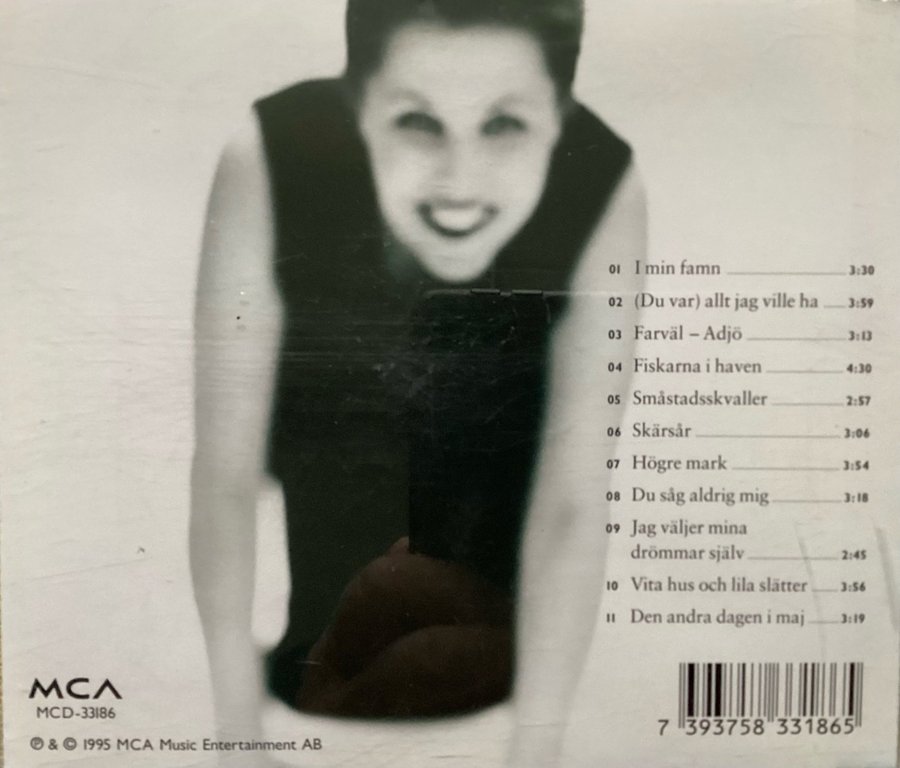 01 I min famn 3:30
02 (Du var) allt jag ville ha 3:59
03 Farväl – Adjö 3:13
04 Fiskarna i haven 4:30
05 Småstadsskvaller 2:57
06 Skärsår 3:06
07 Högre mark 3:54
08 Du såg aldrig mig 3:18
09 Jag väljer mina
drömmar själv 2:45
10 Vita hus och lila slätter 3:56
11 Den andra dagen i maj 3:19
MCA
MCD-33186
℗ & © 1995 MCA Music Entertainment AB
7 393758 331865